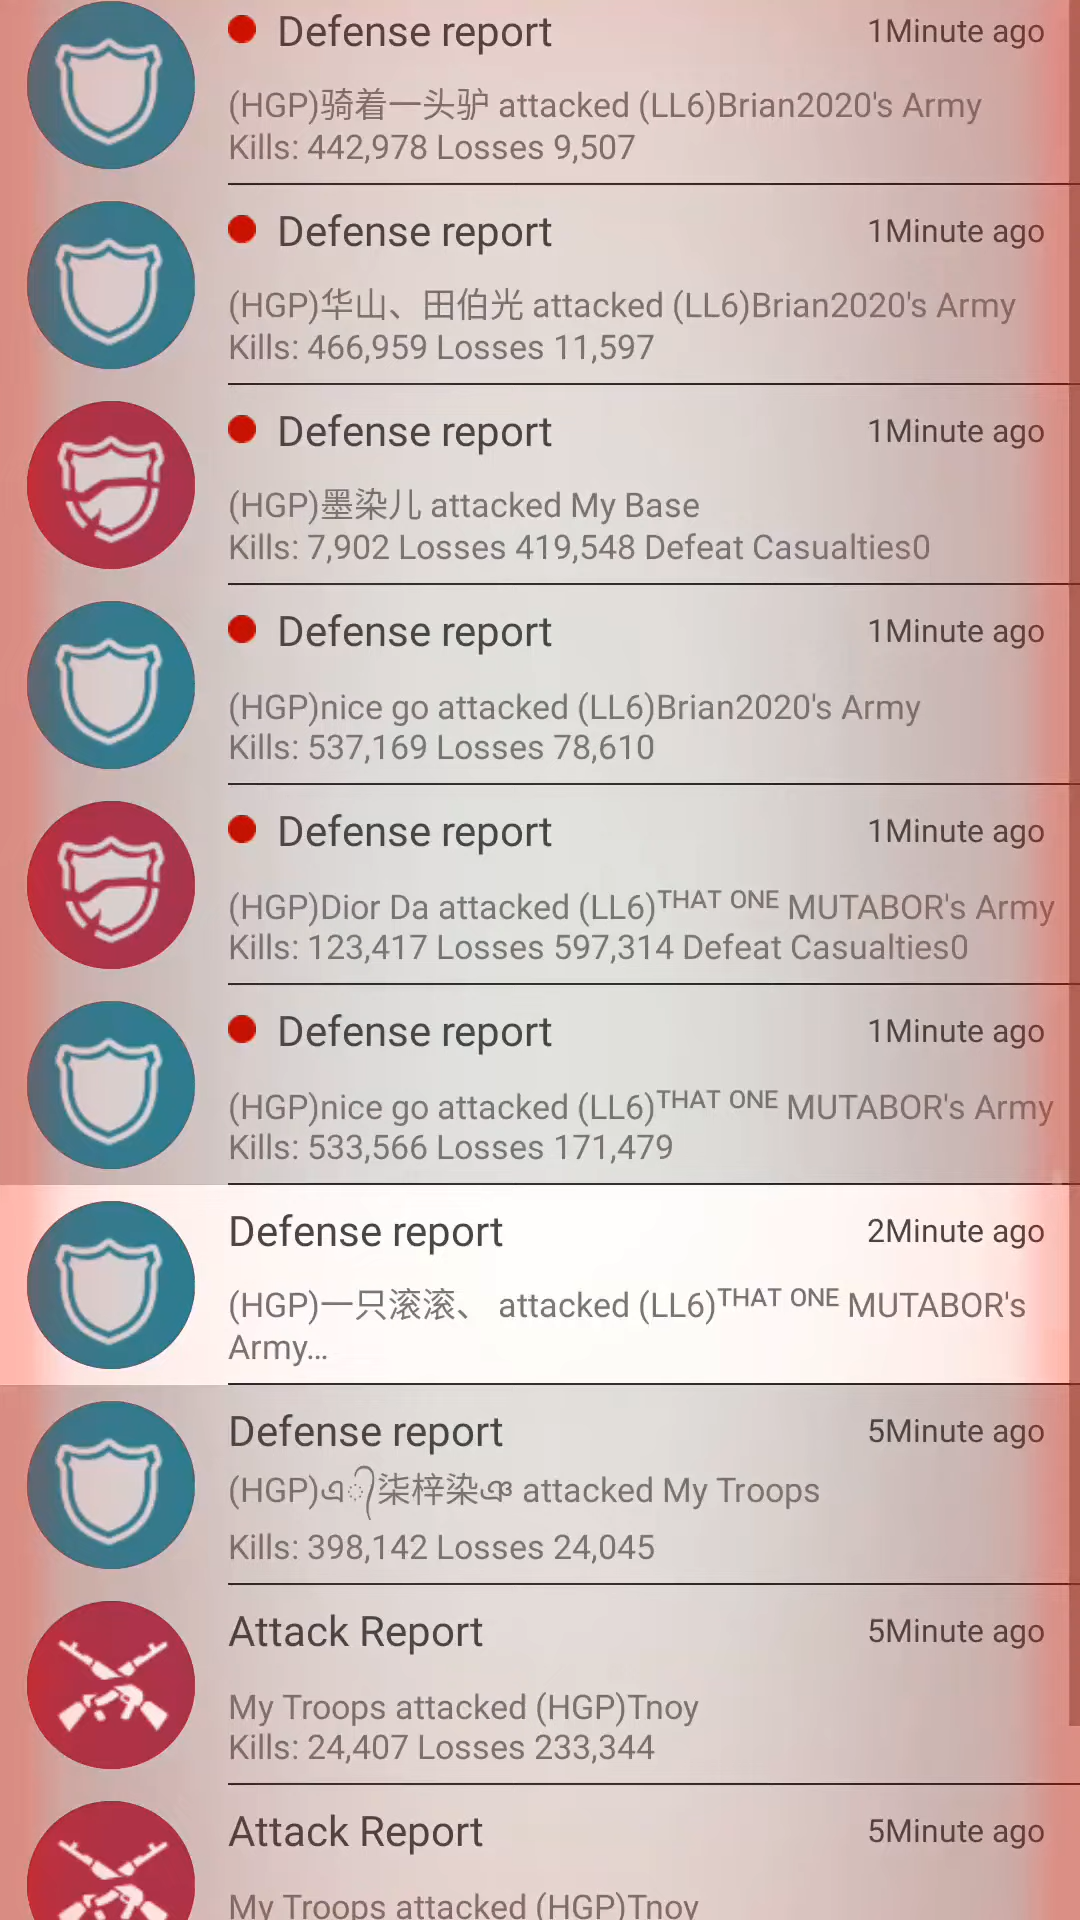 Defense report 1Minute ago
(HGP)骑着一头驴 attacked (LL6)Brian2020's Army
Kills: 442,978 Losses 9,507
Defense report 1Minute ago
(HGP)华山、田伯光 attacked (LL6)Brian2020's Army
Kills: 466,959 Losses 11,597
Defense report 1Minute ago
(HGP)墨染儿 attacked My Base
Kills: 7,902 Losses 419,548 Defeat Casualties0
Defense report 1Minute ago
(HGP)nice go attacked (LL6)Brian2020's Army
Kills: 537,169 Losses 78,610
Defense report 1Minute ago
(HGP)Dior Da attacked (LL6)ᵀᴴᴬᵀ ᴼᴺᴱ MUTABOR's Army
Kills: 123,417 Losses 597,314 Defeat Casualties0
Defense report 1Minute ago
(HGP)nice go attacked (LL6)ᵀᴴᴬᵀ ᴼᴺᴱ MUTABOR's Army
Kills: 533,566 Losses 171,479
Defense report 2Minute ago
(HGP)一只滚滚、 attacked (LL6)ᵀᴴᴬᵀ ᴼᴺᴱ MUTABOR's
Army...
Defense report 5Minute ago
(HGP)এ᭄柒梓染ঞ attacked My Troops
Kills: 398,142 Losses 24,045
Attack Report 5Minute ago
My Troops attacked (HGP)Tnoy
Kills: 24,407 Losses 233,344
Attack Report 5Minute ago
My Troops attacked (HGP)Tnoy